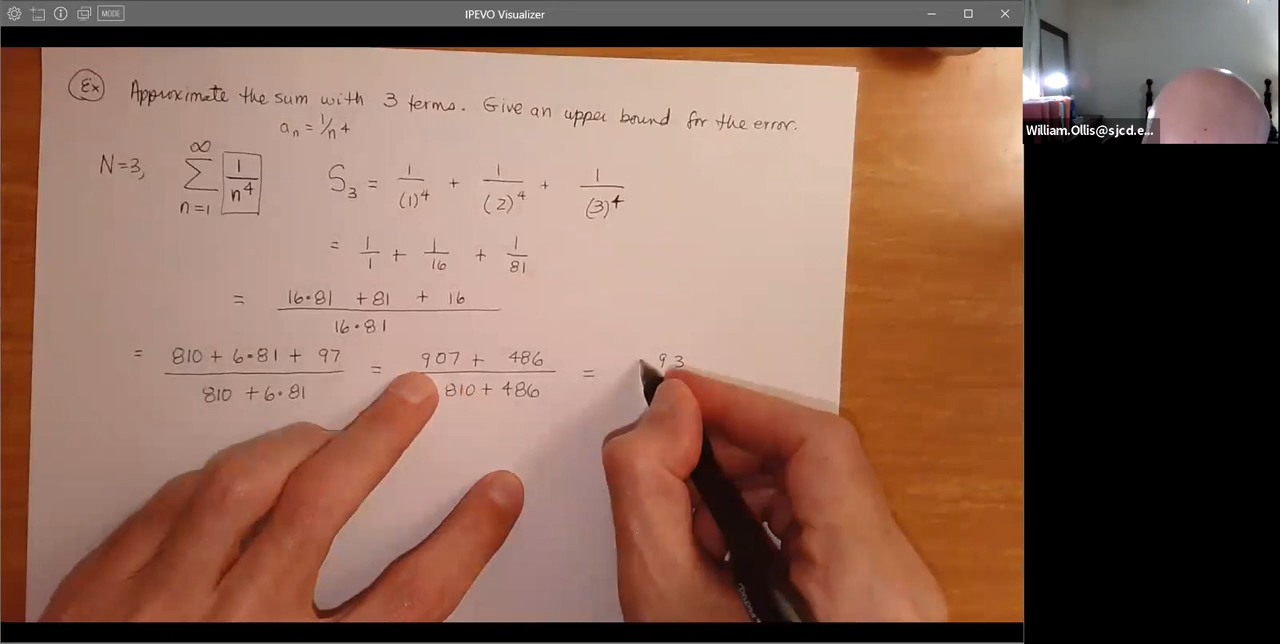 MODE
IPEVO Visualizer
William.Ollis@sjcd.e...
Ex Approximate the sum with 3 terms. Give an upper bound for the error.
aₙ = 1/n⁴
N=3, ∑_{n=1}^{∞} 1/n⁴ S₃ = 1/(1)⁴ + 1/(2)⁴ + 1/(3)⁴
= 1/1 + 1/16 + 1/81
= (16·81 + 81 + 16)/(16·81)
= (810 + 6·81 + 97)/(810 + 6·81) = (907 + 486)/(810 + 486) = 93